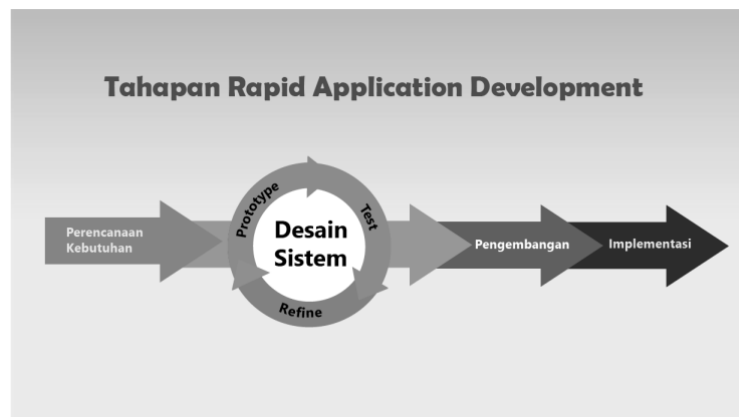 Tahapan Rapid Application Development
Perencanaan
Kebutuhan
Prototype
Test
Refine
Desain
Sistem
Pengembangan
Implementasi